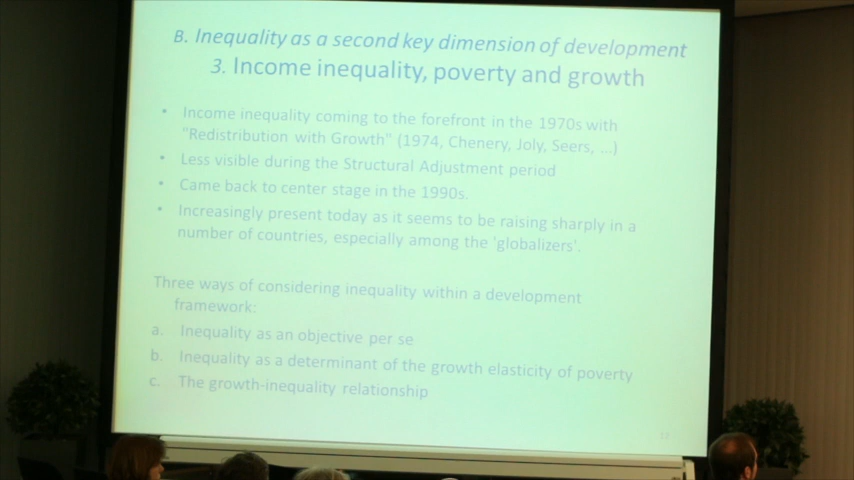 B. Inequality as a second key dimension of development
3. Income inequality, poverty and growth
• Income inequality coming to the forefront in the 1970s with
"Redistribution with Growth" (1974, Chenery, Joly, Seers, ...)
• Less visible during the Structural Adjustment period
• Came back to center stage in the 1990s.
• Increasingly present today as it seems to be raising sharply in a
number of countries, especially among the 'globalizers'.
Three ways of considering inequality within a development
framework:
a. Inequality as an objective per se
b. Inequality as a determinant of the growth elasticity of poverty
c. The growth-inequality relationship